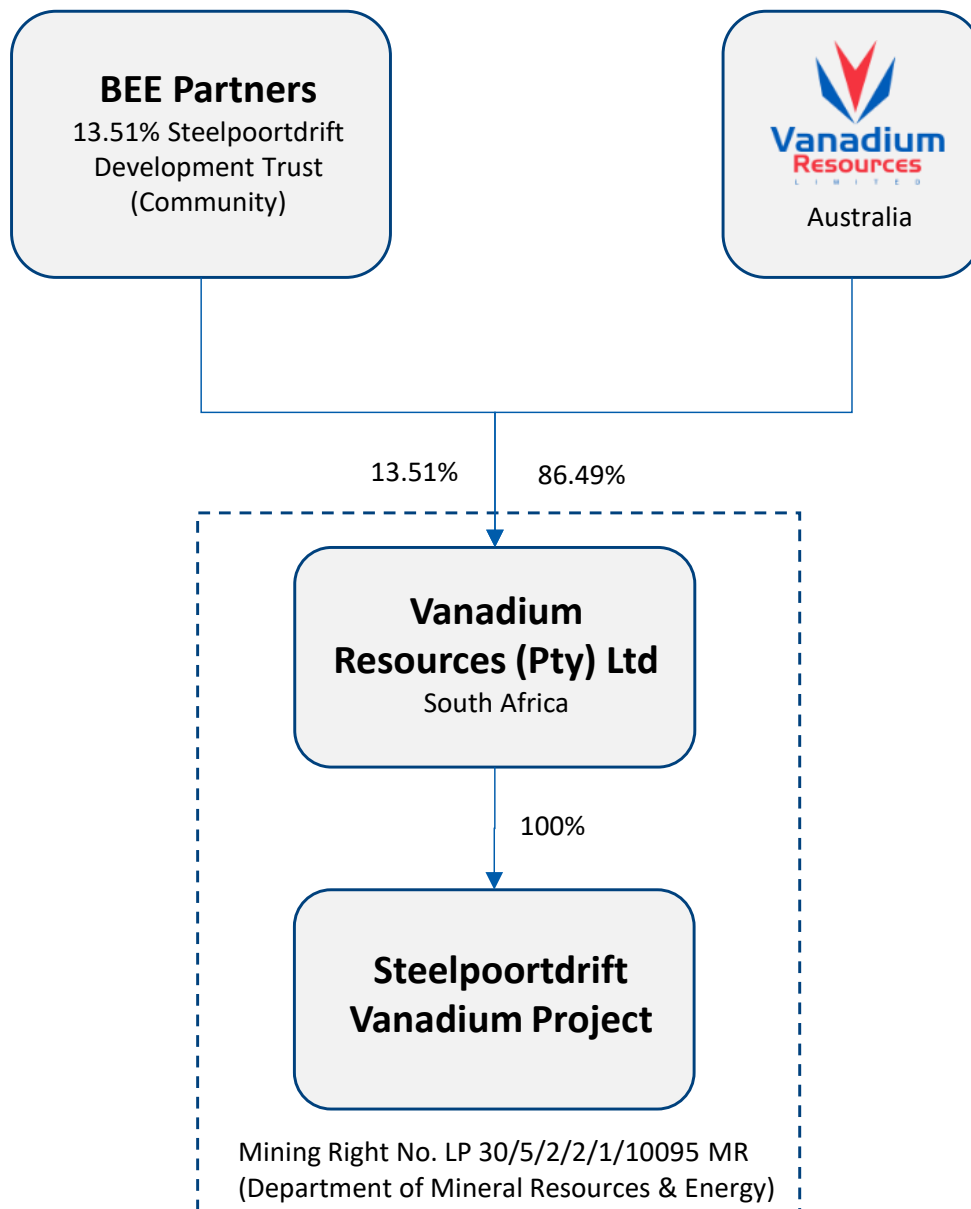 BEE Partners
13.51% Steelpoortdrift
Development Trust
(Community)
Vanadium
RESOURCES
LIMITED
Australia
13.51%
86.49%
Vanadium
Resources (Pty) Ltd
South Africa
100%
Steelpoortdrift
Vanadium Project
Mining Right No. LP 30/5/2/2/1/10095 MR
(Department of Mineral Resources & Energy)